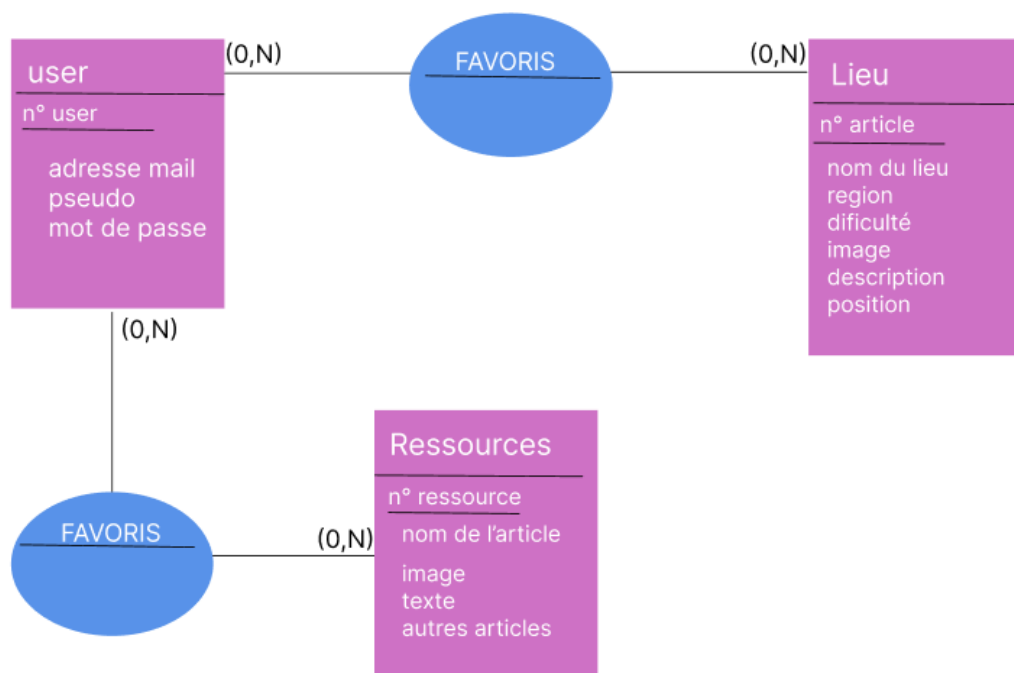 user
n° user
adresse mail
pseudo
mot de passe
(0,N)
FAVORIS
(0,N)
Lieu
n° article
nom du lieu
region
dificulté
image
description
position
(0,N)
FAVORIS
(0,N)
Ressources
n° ressource
nom de l’article
image
texte
autres articles